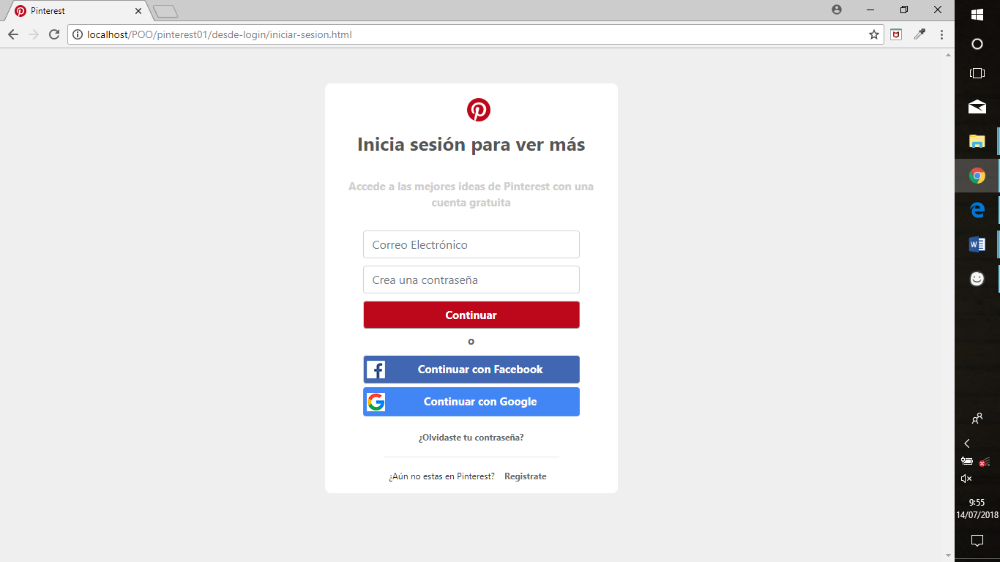 Pinterest
localhost/POO/pinterest01/desde-login/iniciar-sesion.html
Inicia sesión para ver más
Accede a las mejores ideas de Pinterest con una
cuenta gratuita
Correo Electrónico
Crea una contraseña
Continuar
o
Continuar con Facebook
Continuar con Google
¿Olvidaste tu contraseña?
¿Aún no estas en Pinterest? Registrate
9:55
14/07/2018